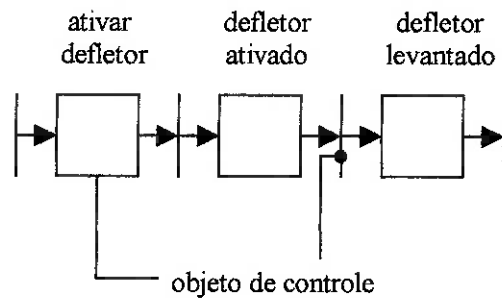 ativar
defletor
defletor
ativado
defletor
levantado
objeto de controle